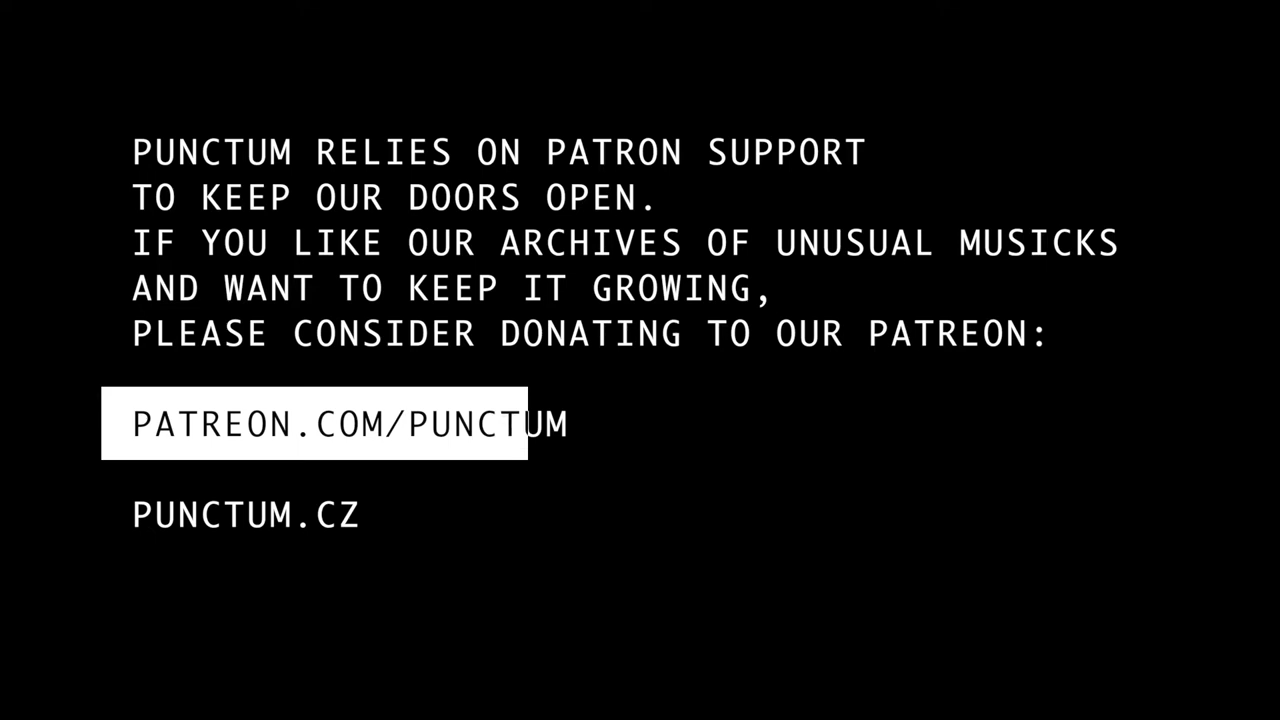 PUNCTUM RELIES ON PATRON SUPPORT
TO KEEP OUR DOORS OPEN.
IF YOU LIKE OUR ARCHIVES OF UNUSUAL MUSICKS
AND WANT TO KEEP IT GROWING,
PLEASE CONSIDER DONATING TO OUR PATREON:
PATREON.COM/PUNCTUM
PUNCTUM.CZ